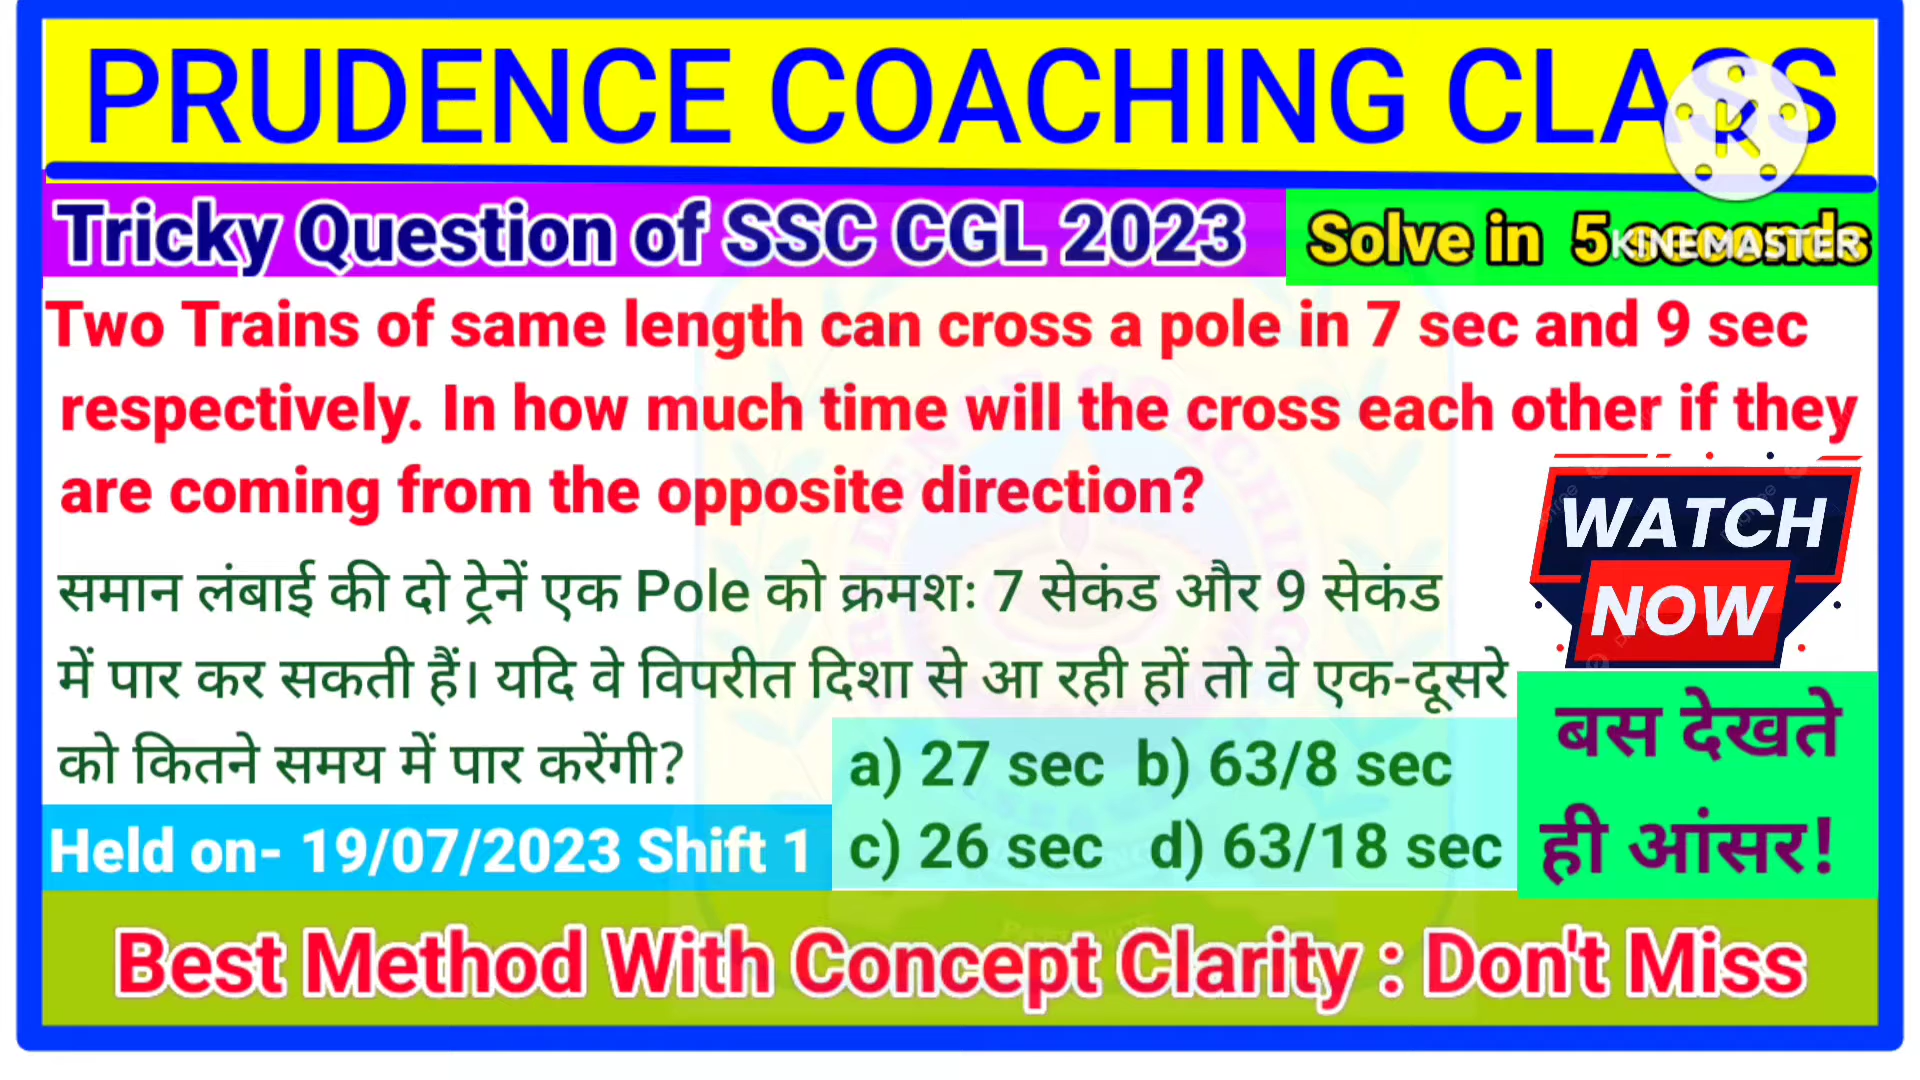 PRUDENCE COACHING CLASS
Tricky Question of SSC CGL 2023
Solve in 5 seconds
KINEMASTER
Two Trains of same length can cross a pole in 7 sec and 9 sec
respectively. In how much time will the cross each other if they
are coming from the opposite direction?
WATCH
NOW
समान लंबाई की दो ट्रेनें एक Pole को क्रमशः 7 सेकंड और 9 सेकंड
में पार कर सकती हैं। यदि वे विपरीत दिशा से आ रही हों तो वे एक-दूसरे
को कितने समय में पार करेंगी?
a) 27 sec b) 63/8 sec
c) 26 sec d) 63/18 sec
बस देखते
ही आंसर!
Held on- 19/07/2023 Shift 1
Best Method With Concept Clarity : Don't Miss